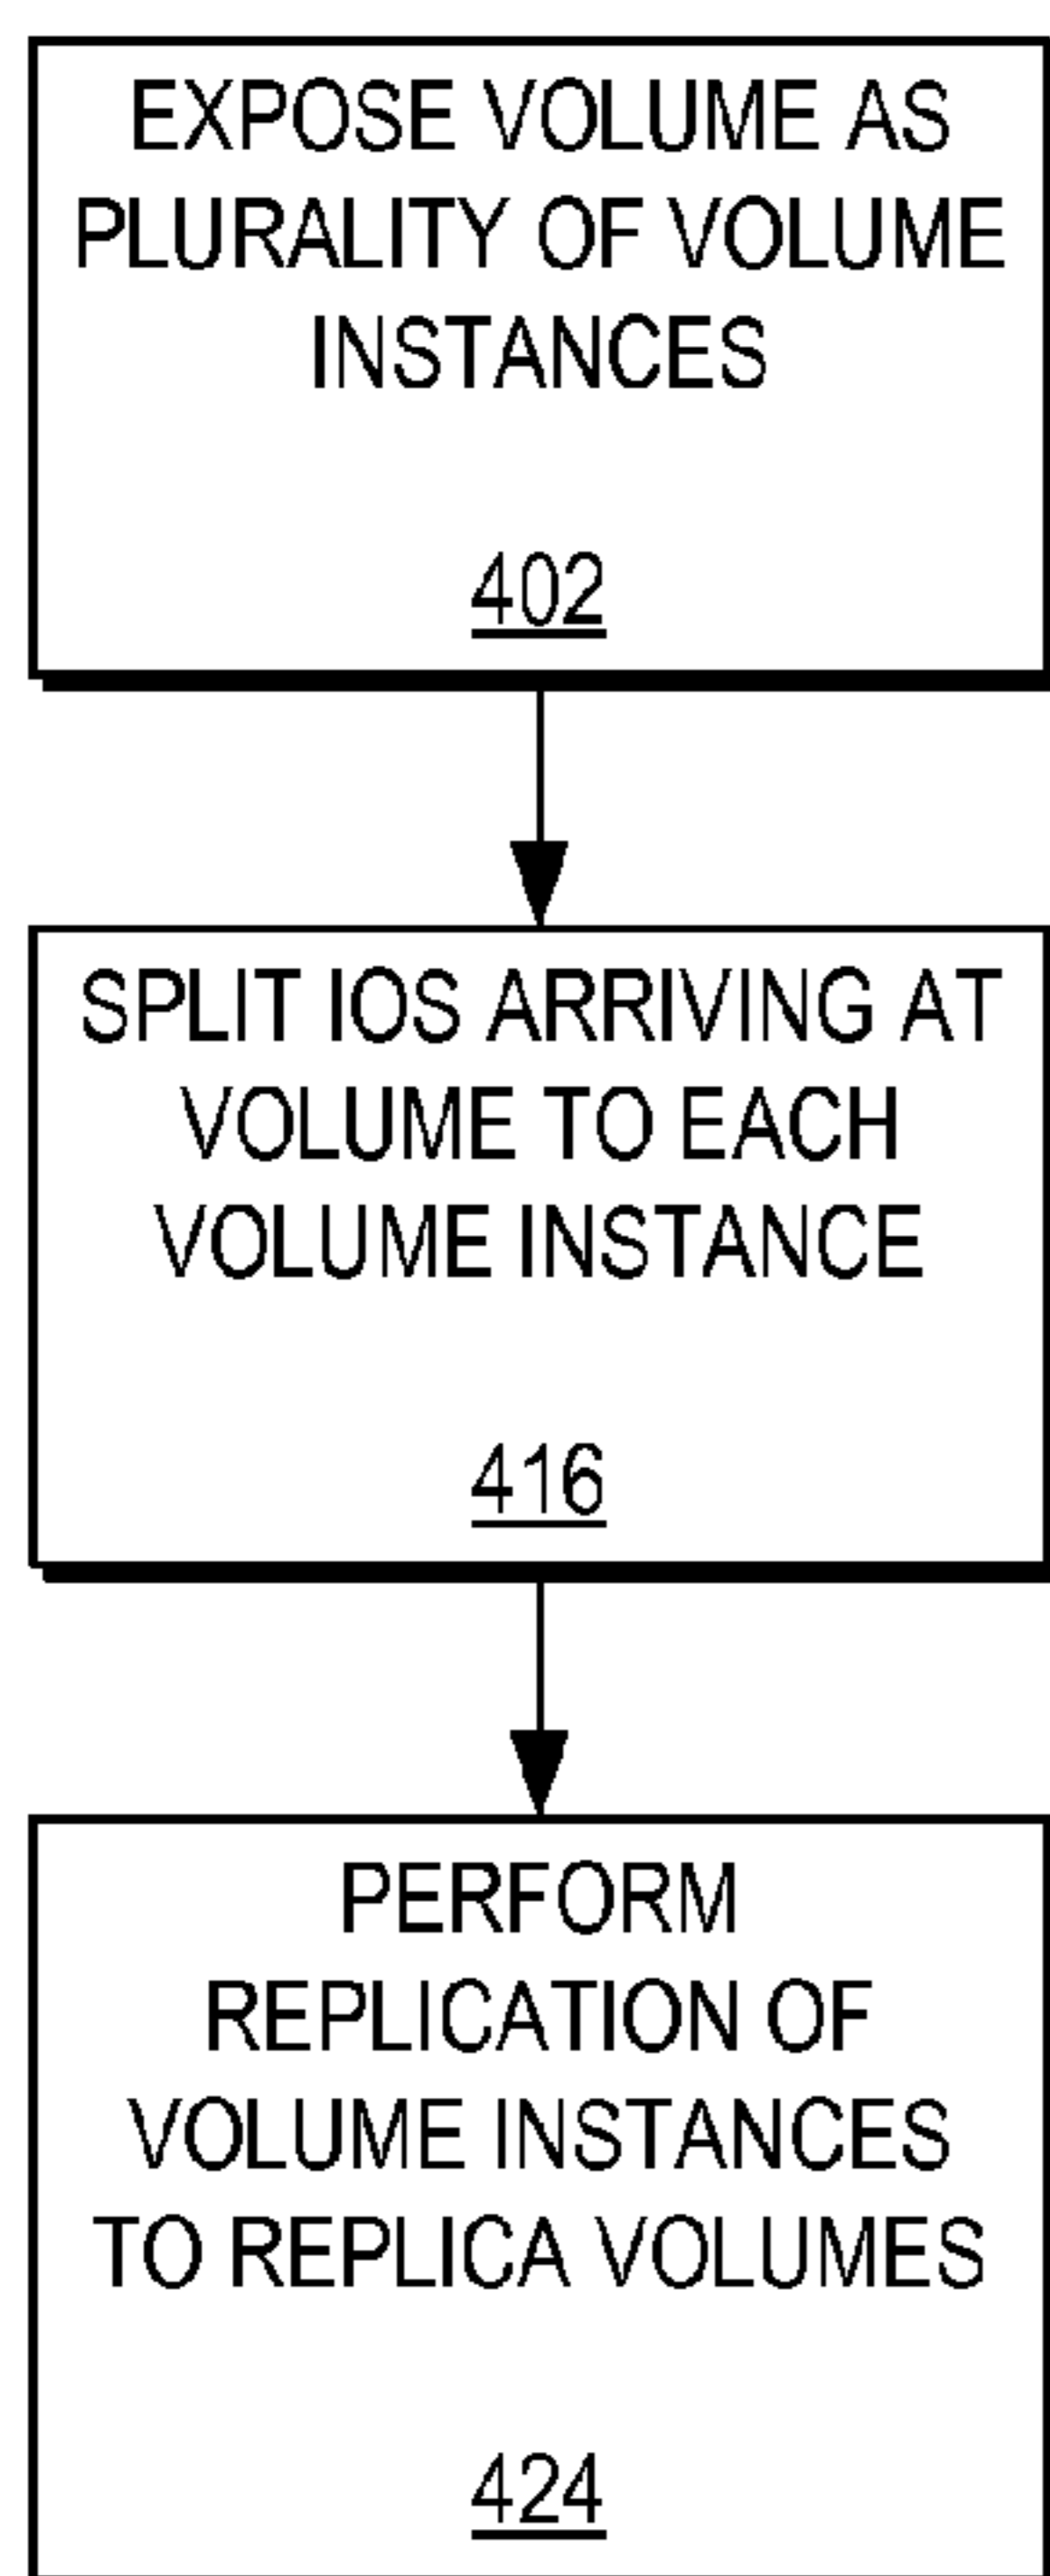 EXPOSE VOLUME AS
PLURALITY OF VOLUME
INSTANCES
402
SPLIT IOS ARRIVING AT
VOLUME TO EACH
VOLUME INSTANCE
416
PERFORM
REPLICATION OF
VOLUME INSTANCES
TO REPLICA VOLUMES
424